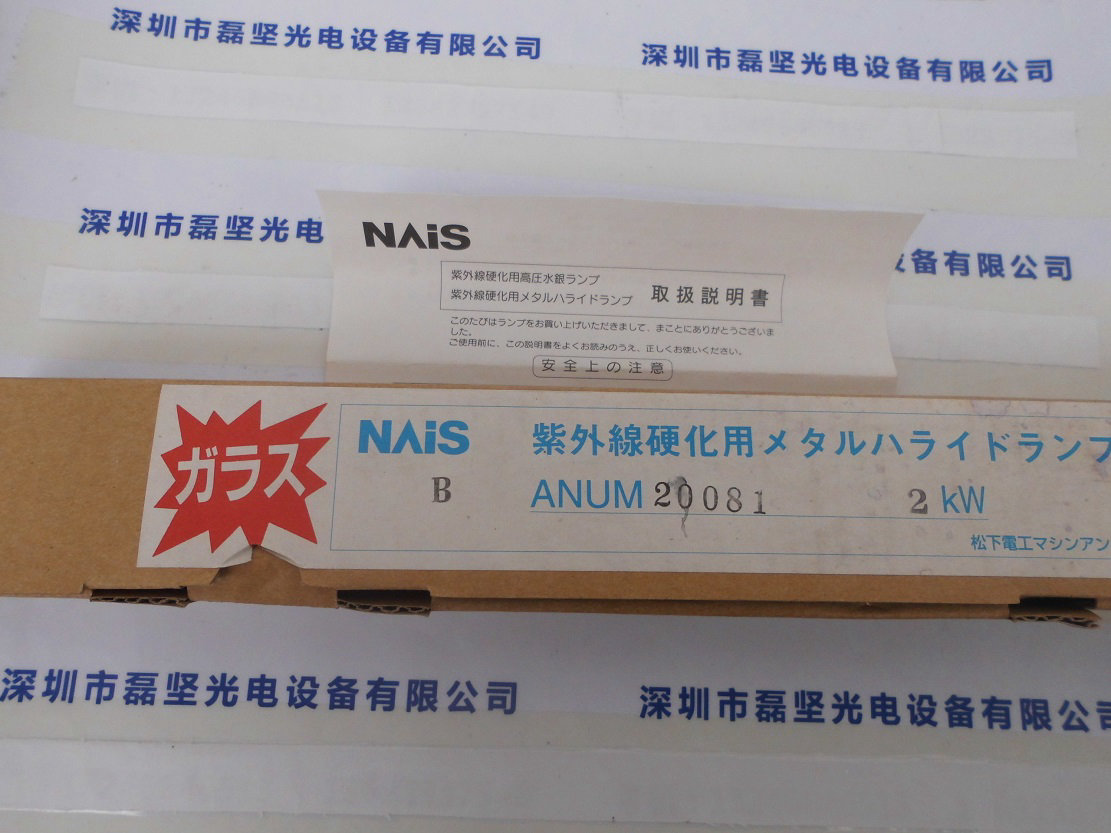 深圳市磊坚光电设备有限公司
深圳市磊坚光电设备有限公司
深圳市磊坚光电
设备有限公司
NAiS
紫外線硬化用高圧水銀ランプ
紫外線硬化用メタルハライドランプ
取扱説明書
このたびはランプをお買い上げいただきまして、まことにありがとうございま
した。
ご使用前に、この説明書をよくお読みのうえ、正しくお使いください。
安全上の注意
ガラス
NAiS
紫外線硬化用メタルハライドランプ
B
ANUM 20081
2 kW
松下電工マシンアン
深圳市磊坚光电设备有限公司
深圳市磊坚光电设备有限公司